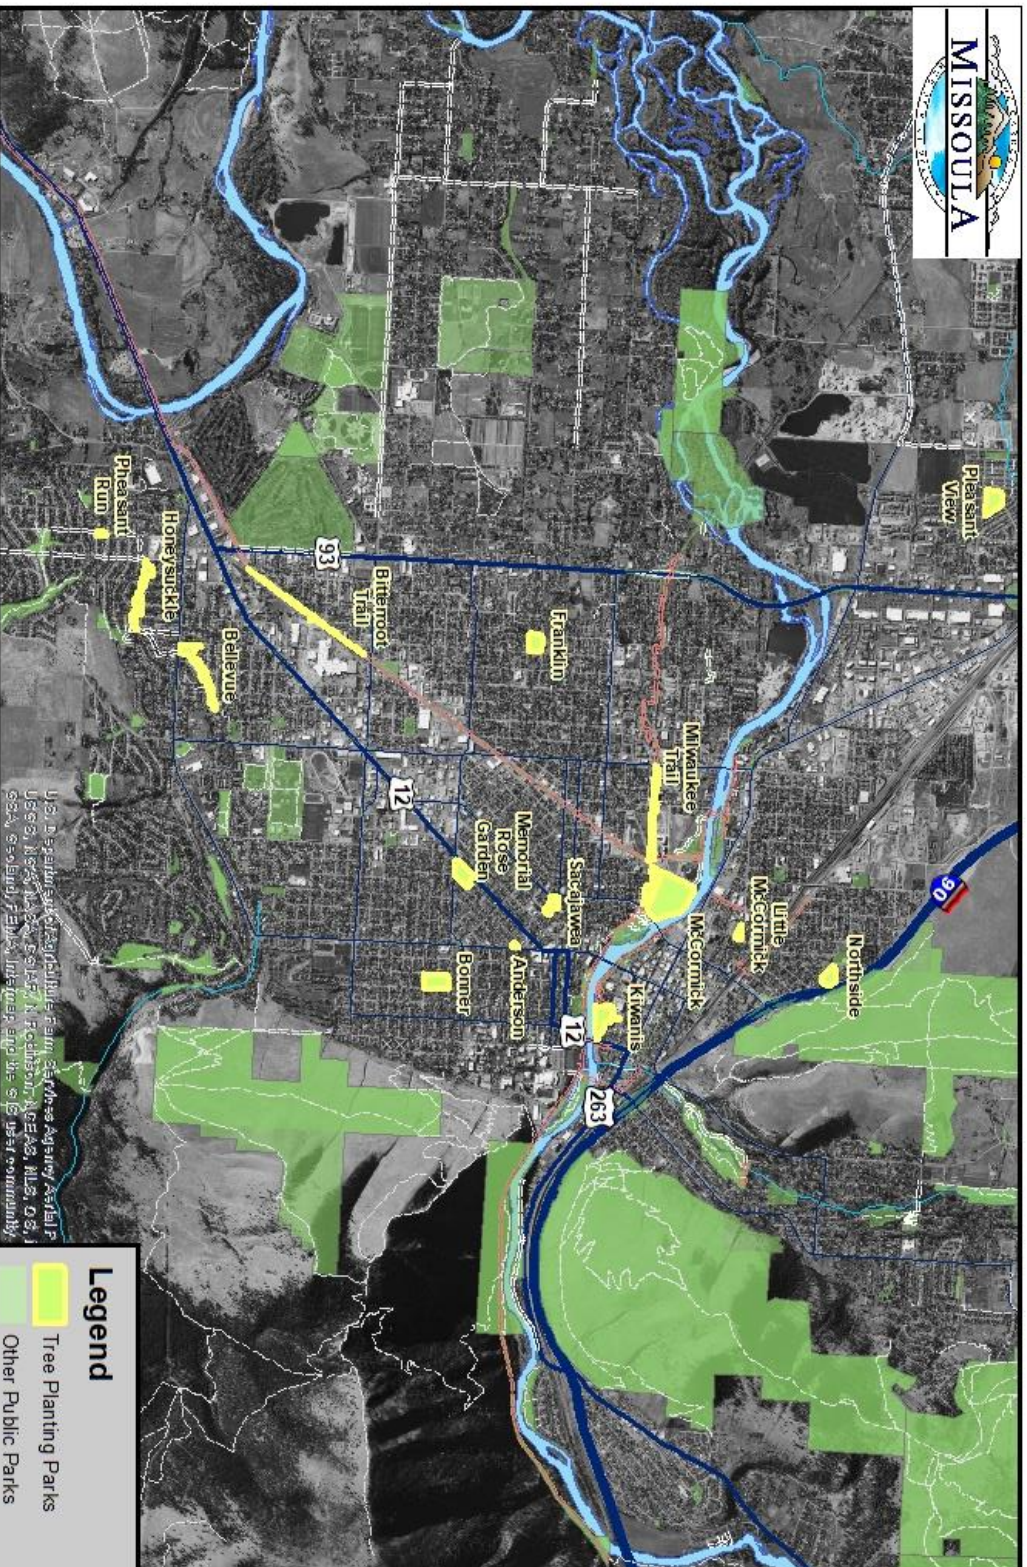 MISSOULA
Pleasant
View
90
Northside
Little
McCormick
McCormick
Milwaukee
Trail
Kiwanis
263
12
Franklin
Sacajawea
Memorial
Rose
Garden
Anderson
Bonner
12
93
Bitterroot
Trail
Bellevue
Honeysuckle
Pheasant
Run
Legend
Tree Planting Parks
Other Public Parks